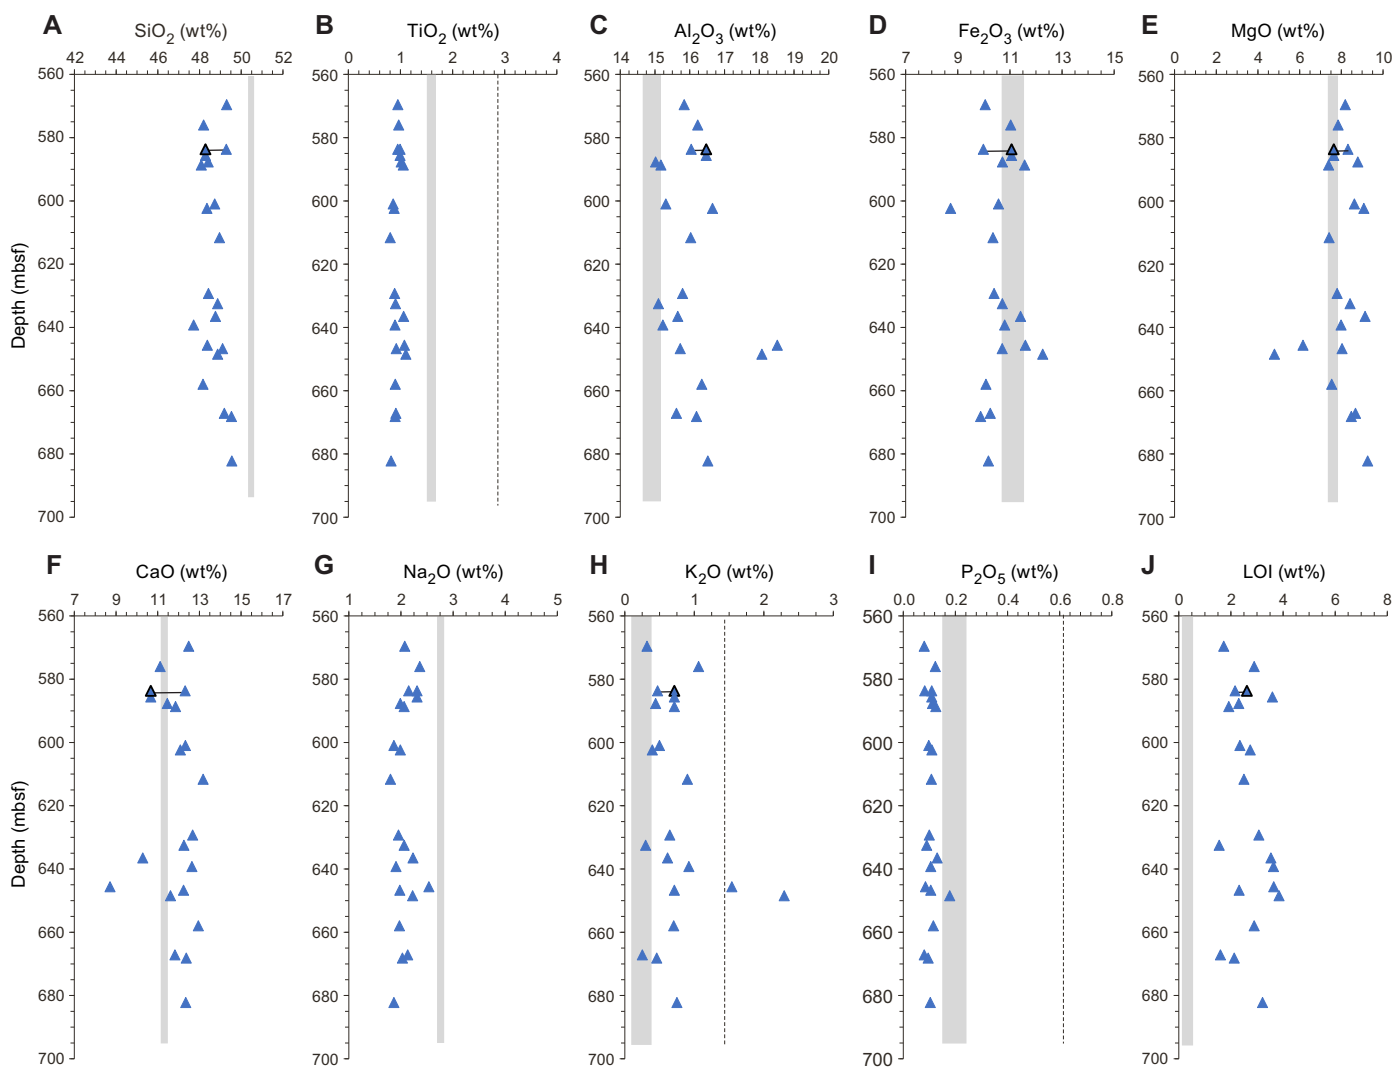 A SiO2 (wt%) B TiO2 (wt%) C Al2O3 (wt%) D Fe2O3 (wt%) E MgO (wt%)
42 44 46 48 50 52 0 1 2 3 4 14 15 16 17 18 19 20 7 9 11 13 15 0 2 4 6 8 10
560 560 560 560 560
580 580 580 580 580
600 600 600 600 600
620 620 620 620 620
Depth (mbsf)
640 640 640 640 640
660 660 660 660 660
680 680 680 680 680
700 700 700 700 700
F CaO (wt%) G Na2O (wt%) H K2O (wt%) I P2O5 (wt%) J LOI (wt%)
7 9 11 13 15 17 1 2 3 4 5 0 1 2 3 0.0 0.2 0.4 0.6 0.8 0 2 4 6 8
560 560 560 560 560
580 580 580 580 580
600 600 600 600 600
620 620 620 620 620
Depth (mbsf)
640 640 640 640 640
660 660 660 660 660
680 680 680 680 680
700 700 700 700 700